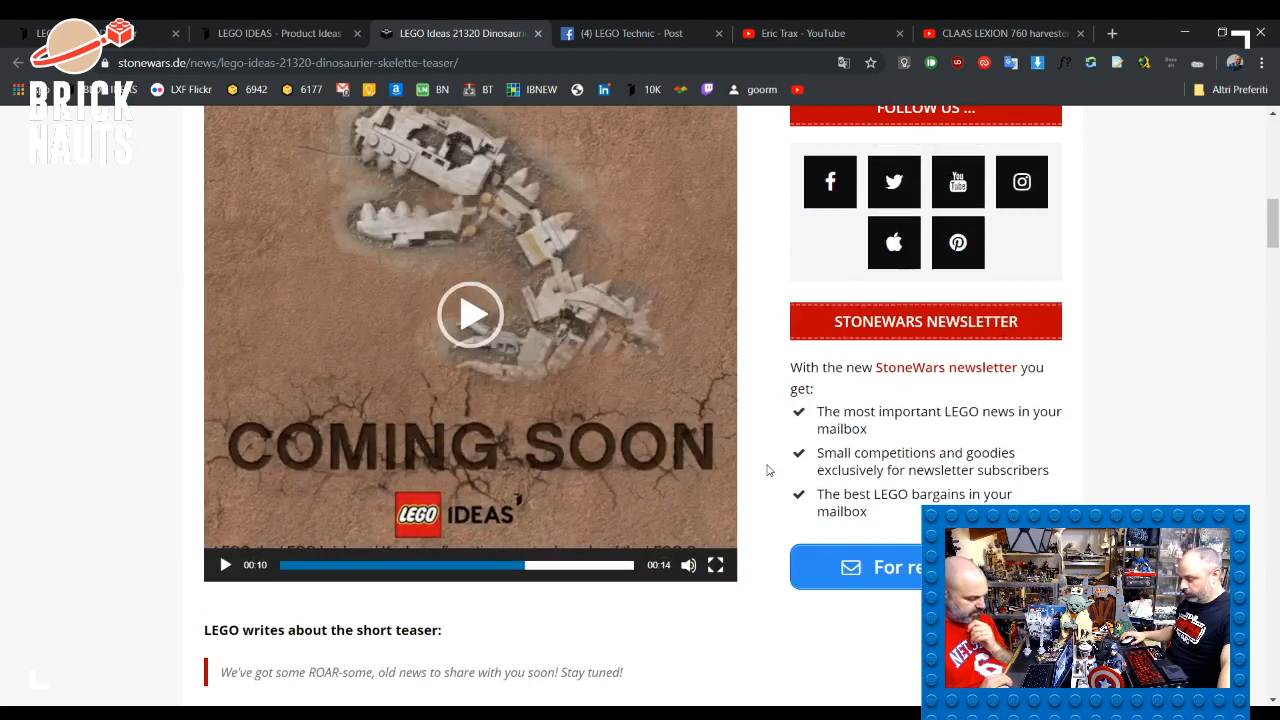 BRICK
NAUTS
LEGO IDEAS - Product Ideas
LEGO Ideas 21320 Dinosauri
(4) LEGO Technic - Post
Eric Trax - YouTube
CLAAS LEXION 760 harveste
stonewars.de/news/lego-ideas-21320-dinosaurier-skelette-teaser/
LXF Flickr
6942
6177
BN
BT
IBNEW
10K
goorm
Altri Preferiti
FOLLOW US ...
You
Tube
STONEWARS NEWSLETTER
With the new StoneWars newsletter you
get:
The most important LEGO news in your
mailbox
Small competitions and goodies
exclusively for newsletter subscribers
The best LEGO bargains in your
mailbox
For re
COMING SOON
LEGO IDEAS
00:10
00:14
LEGO writes about the short teaser:
We've got some ROAR-some, old news to share with you soon! Stay tuned!